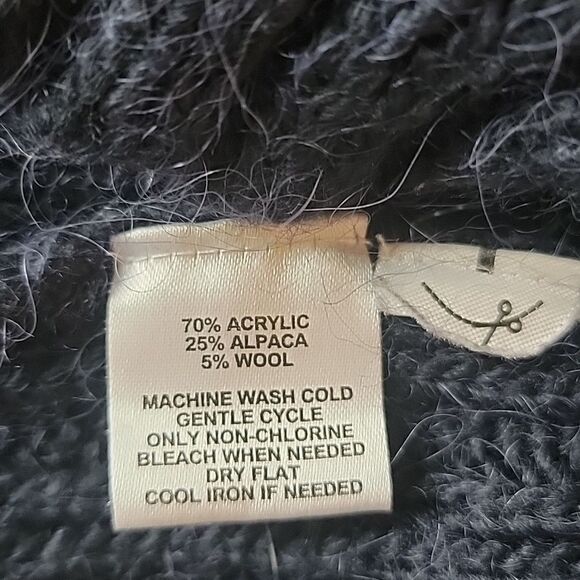 70% ACRYLIC
25% ALPACA
5% WOOL
MACHINE WASH COLD
GENTLE CYCLE
ONLY NON-CHLORINE
BLEACH WHEN NEEDED
DRY FLAT
COOL IRON IF NEEDED